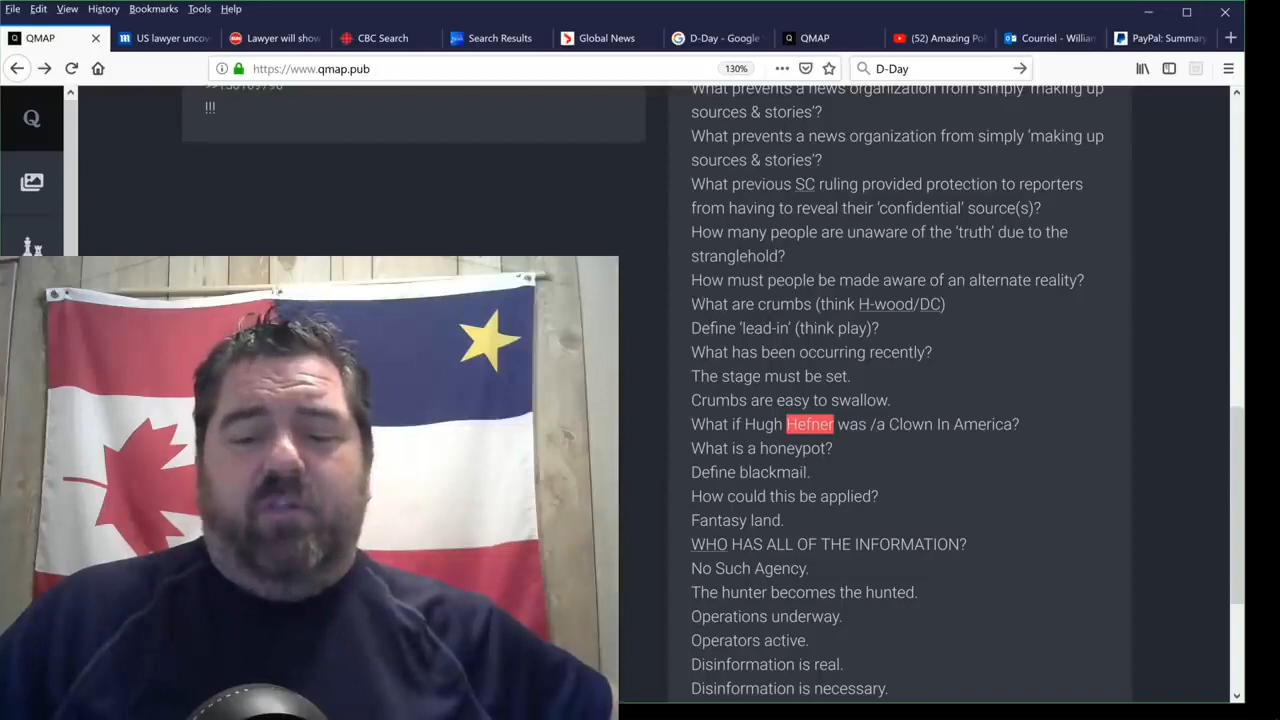 File Edit View History Bookmarks Tools Help
QMAP
US lawyer uncov
Lawyer will show
CBC Search
Search Results
Global News
D-Day - Google
QMAP
(52) Amazing Po
Courriel – Willian
PayPal: Summary
https://www.qmap.pub
130%
D-Day
Q
!!!
What prevents a news organization from simply 'making up
sources & stories'?
What prevents a news organization from simply 'making up
sources & stories'?
What previous SC ruling provided protection to reporters
from having to reveal their 'confidential' source(s)?
How many people are unaware of the 'truth' due to the
stranglehold?
How must people be made aware of an alternate reality?
What are crumbs (think H-wood/DC)
Define 'lead-in' (think play)?
What has been occurring recently?
The stage must be set.
Crumbs are easy to swallow.
What if Hugh Hefner was /a Clown In America?
What is a honeypot?
Define blackmail.
How could this be applied?
Fantasy land.
WHO HAS ALL OF THE INFORMATION?
No Such Agency.
The hunter becomes the hunted.
Operations underway.
Operators active.
Disinformation is real.
Disinformation is necessary.